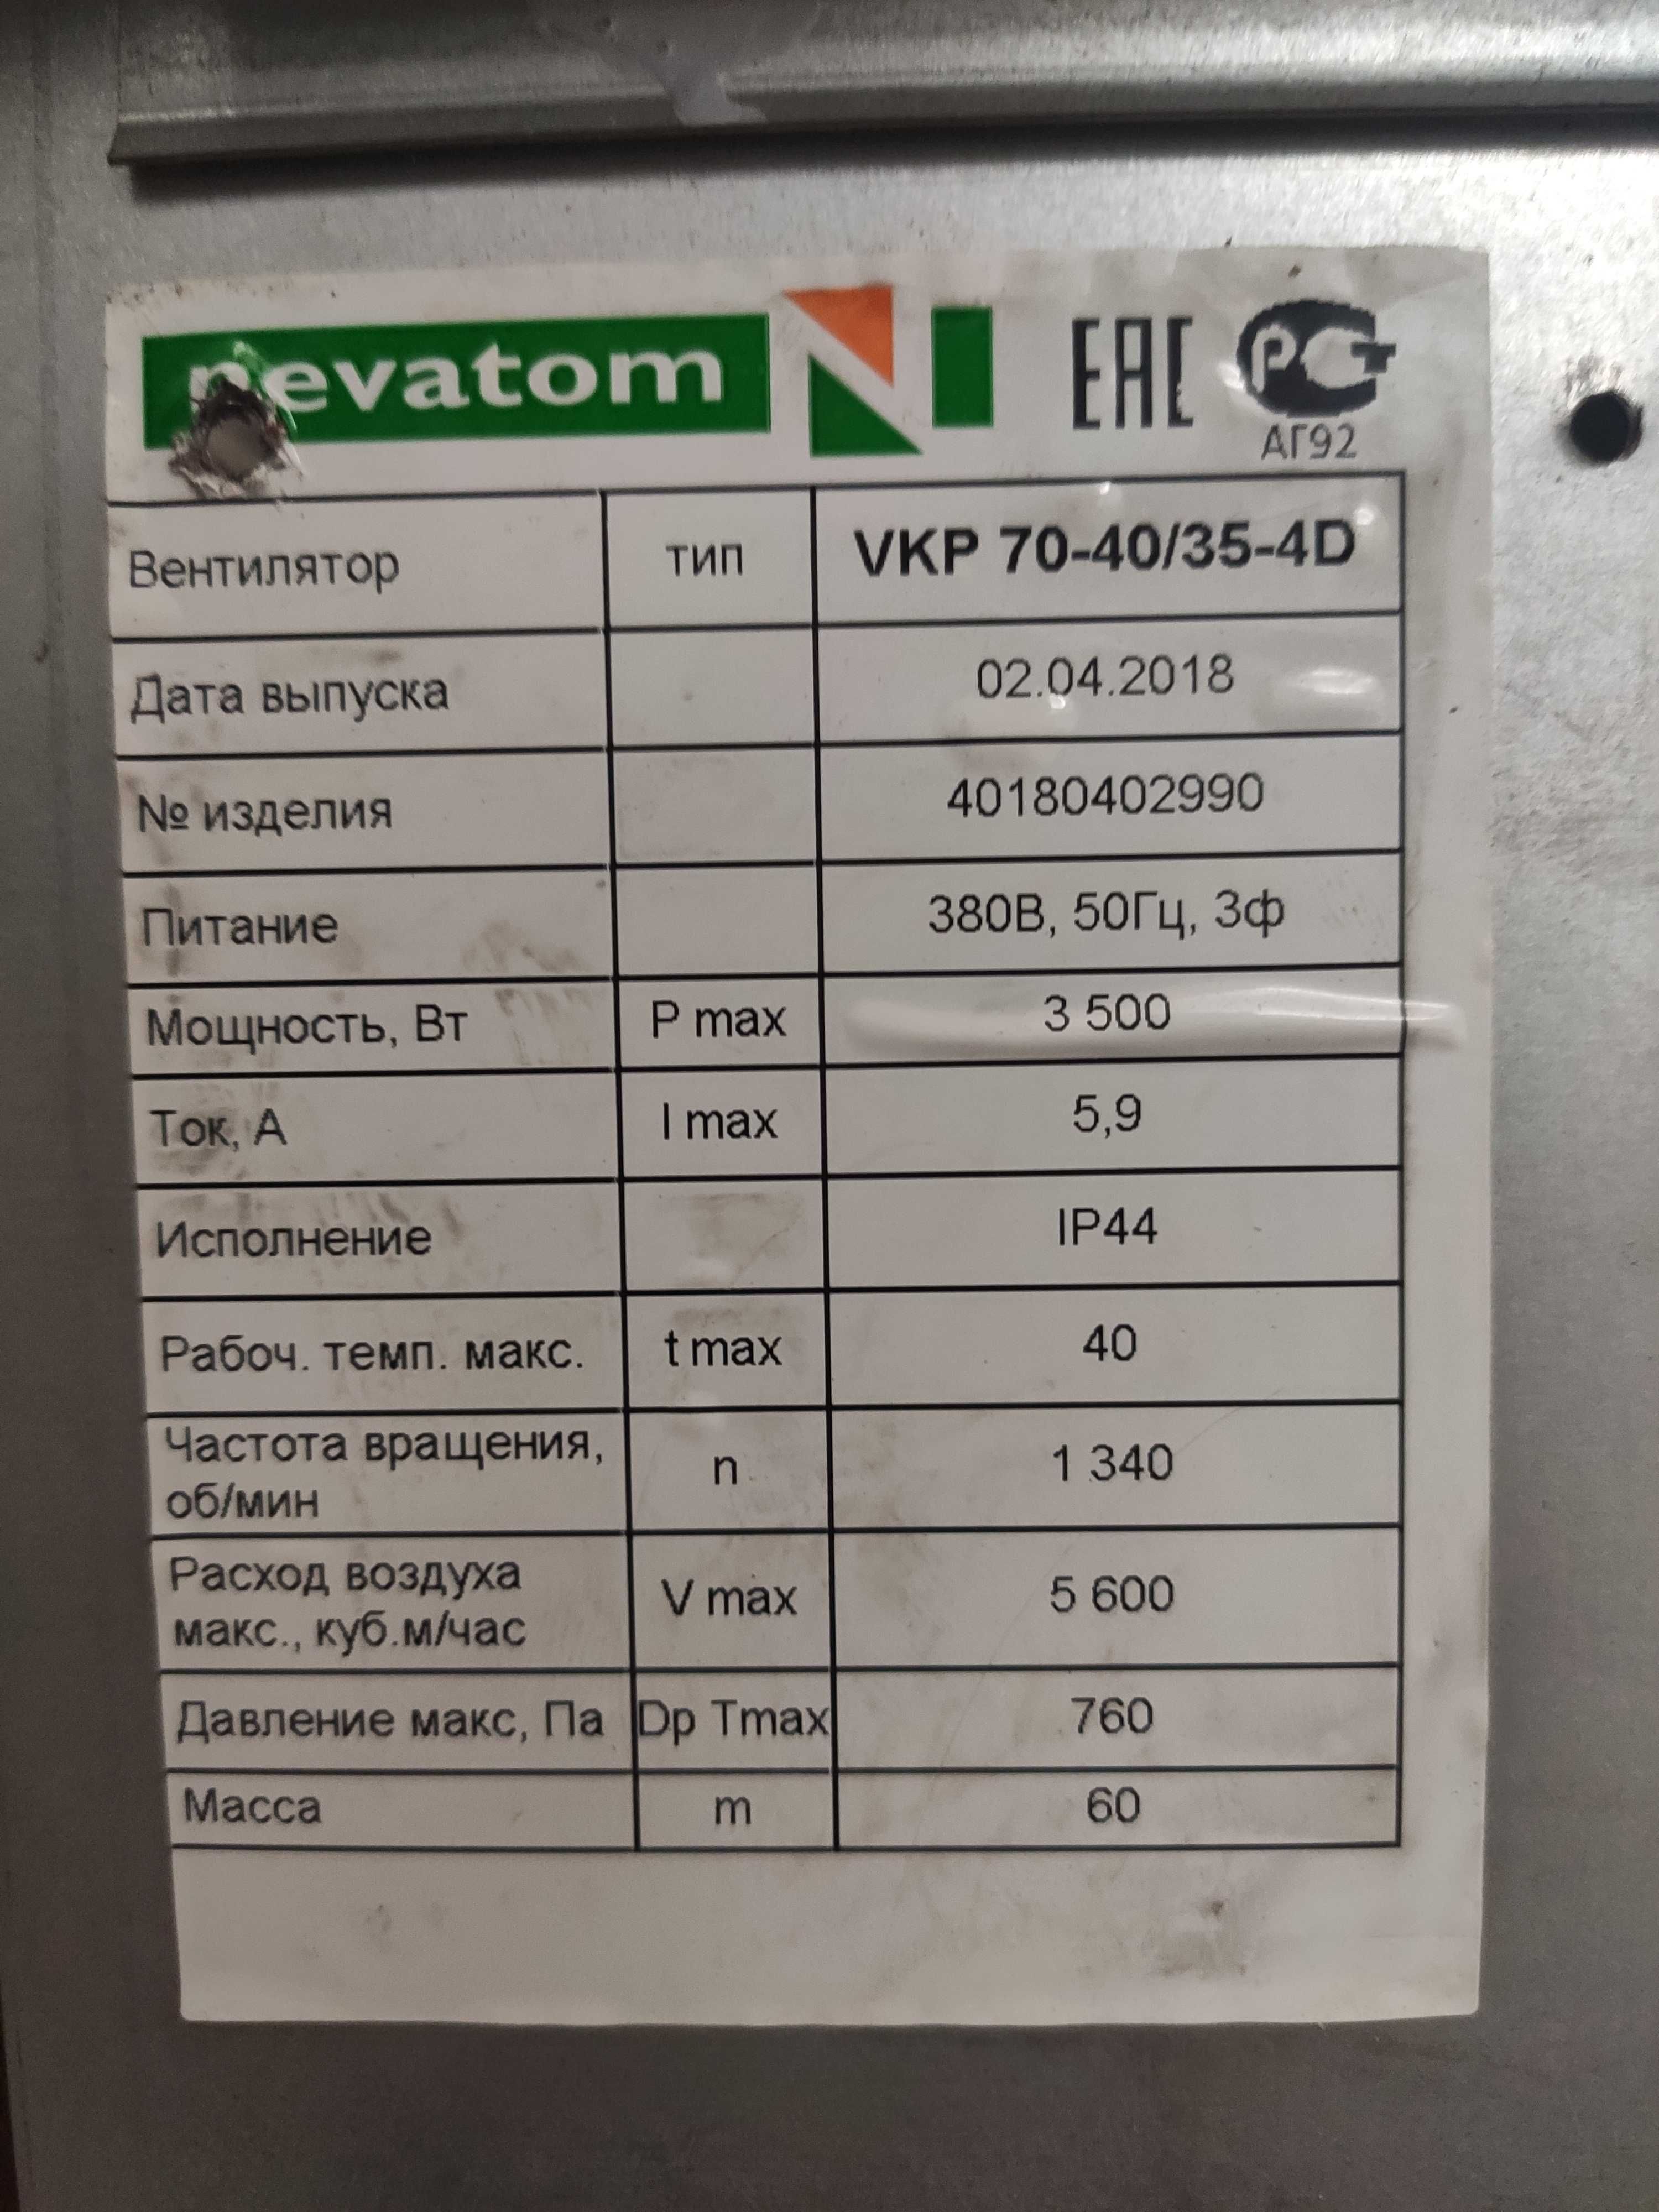 nevatom EAC PCT
АГ92
Вентилятор тип VKP 70-40/35-4D
Дата выпуска 02.04.2018
№ изделия 40180402990
Питание 380В, 50Гц, 3ф
Мощность, Вт P max 3 500
Ток, А I max 5,9
Исполнение IP44
Рабоч. темп. макс. t max 40
Частота вращения,
об/мин n 1 340
Расход воздуха
макс., куб.м/час V max 5 600
Давление макс, Па Dp Tmax 760
Масса m 60